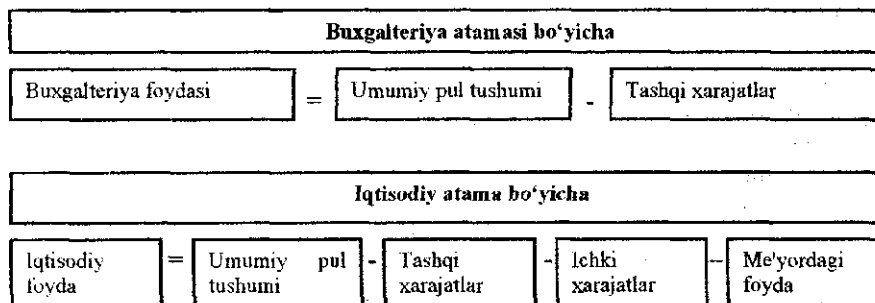 Buxgalteriya atamasi bo‘yicha
Buxgalteriya foydasi = Umumiy pul tushumi - Tashqi xarajatlar
Iqtisodiy atama bo‘yicha
Iqtisodiy foyda = Umumiy pul tushumi - Tashqi xarajatlar - Ichki xarajatlar – Me'yordagi foyda